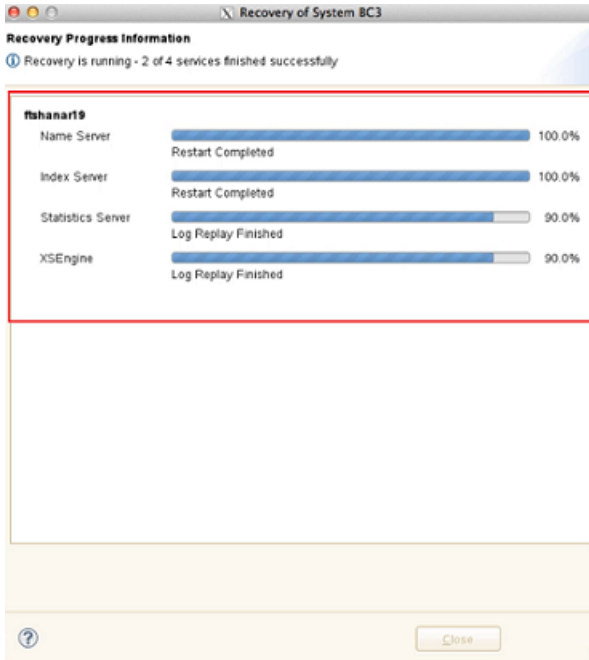 Recovery of System BC3
Recovery Progress Information
Recovery is running - 2 of 4 services finished successfully
ftshanar19
Name Server 100.0%
Restart Completed
Index Server 100.0%
Restart Completed
Statistics Server 90.0%
Log Replay Finished
XSEngine 90.0%
Log Replay Finished
Close